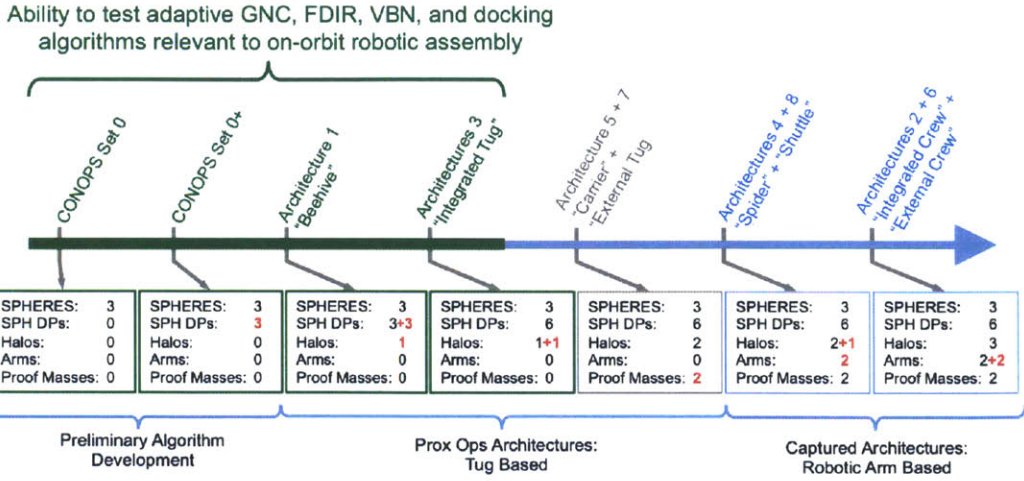 Ability to test adaptive GNC, FDIR, VBN, and docking
algorithms relevant to on-orbit robotic assembly
CONOPS Set 0
CONOPS Set 0+
Architecture 1
"Beehive"
Architectures 3
"Integrated Tug"
Architecture 5 + 7
"Carrier" +
"External Tug
Architectures 4 + 8
"Spider" + "Shuttle"
Architectures 2 + 6
"Integrated Crew" +
"External Crew"
SPHERES: 3
SPH DPs: 0
Halos: 0
Arms: 0
Proof Masses: 0
SPHERES: 3
SPH DPs: 3
Halos: 0
Arms: 0
Proof Masses: 0
SPHERES: 3
SPH DPs: 3+3
Halos: 1
Arms: 0
Proof Masses: 0
SPHERES: 3
SPH DPs: 6
Halos: 1+1
Arms: 0
Proof Masses: 0
SPHERES: 3
SPH DPs: 6
Halos: 2
Arms: 0
Proof Masses: 2
SPHERES: 3
SPH DPs: 6
Halos: 2+1
Arms: 2
Proof Masses: 2
SPHERES: 3
SPH DPs: 6
Halos: 3
Arms: 2+2
Proof Masses: 2
Preliminary Algorithm
Development
Prox Ops Architectures:
Tug Based
Captured Architectures:
Robotic Arm Based